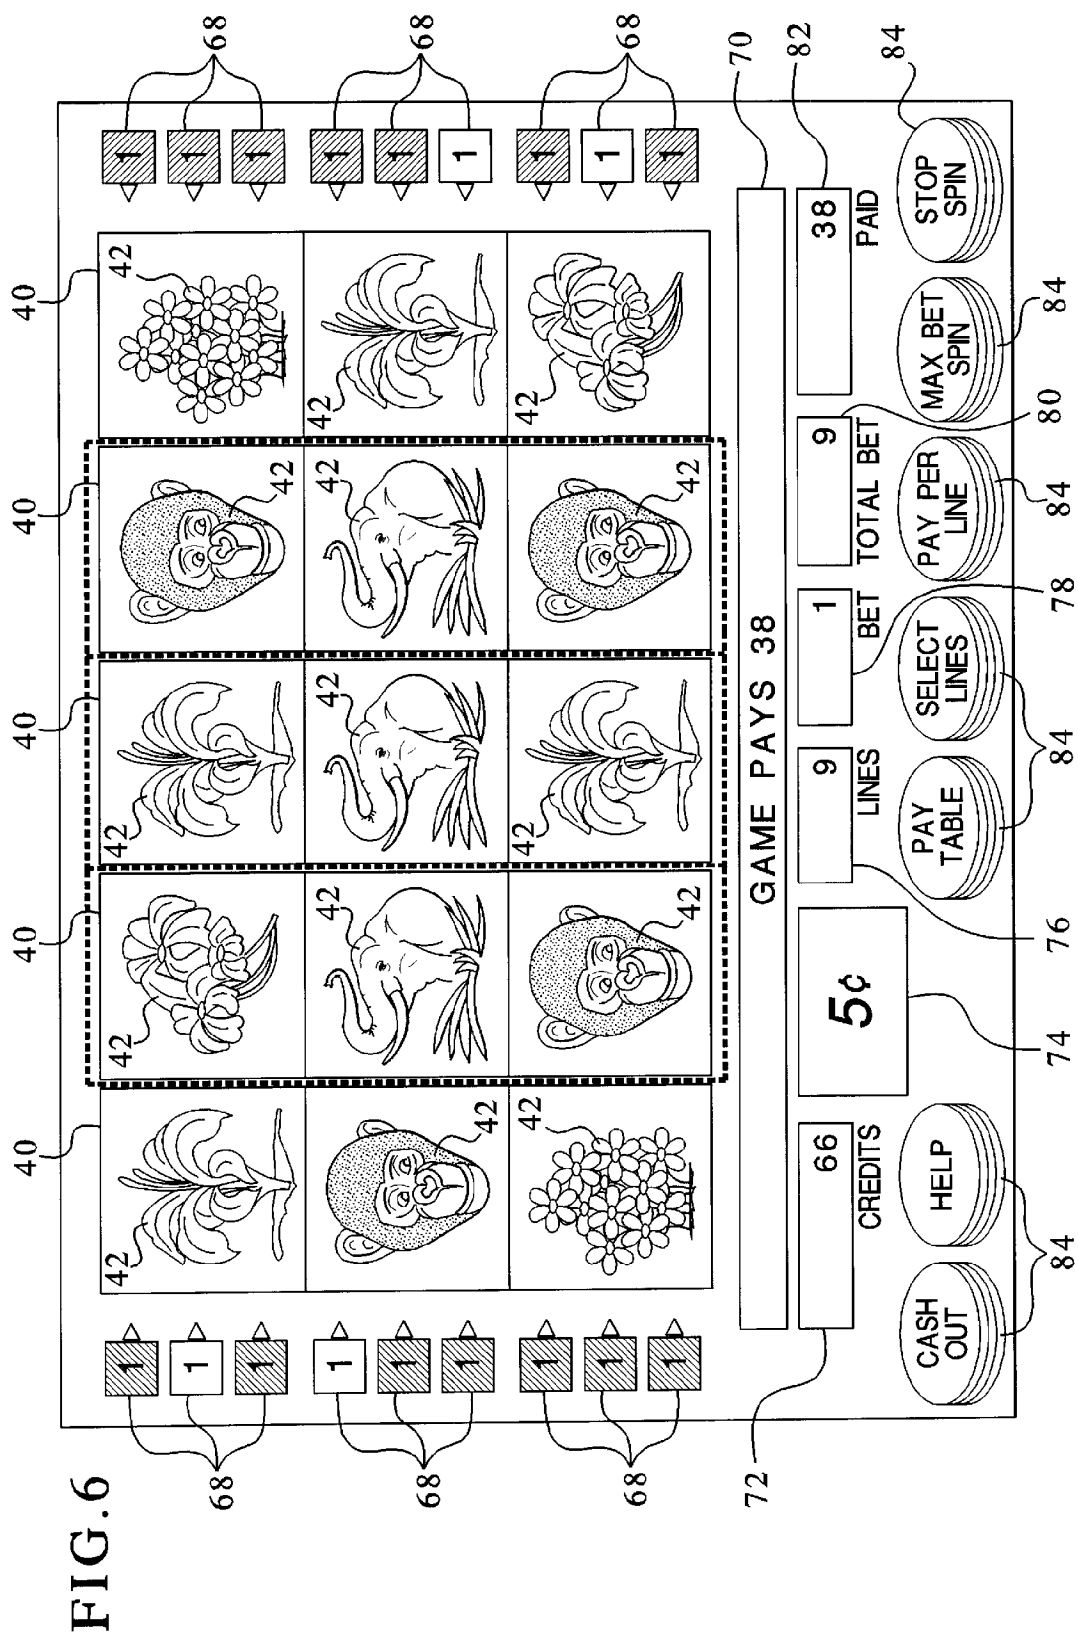 40 40 40 40 40
FIG.6
1 42 42 42 42 1
1 1
68 68
1 42 1
1 42 42 42 42 1
1 1
68 68
1 42 1
1 42 42 42 1
1 1
68 68
1 42 1
70
GAME PAYS 38
72 82
66 5¢ 9 1 9 38
CREDITS LINES BET TOTAL BET PAID
84
CASH OUT
HELP
PAY TABLE
SELECT LINES
PAY PER LINE
MAX BET SPIN
STOP SPIN
84 74 76 84 78 84 80 84